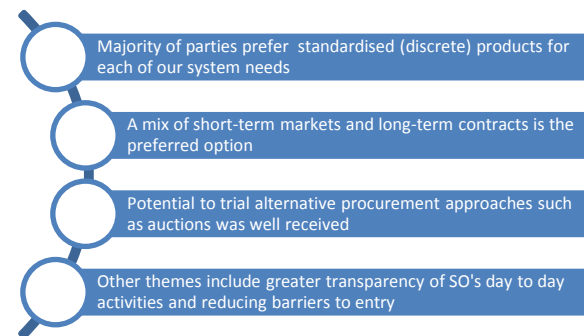 Majority of parties prefer standardised (discrete) products for
each of our system needs
A mix of short-term markets and long-term contracts is the
preferred option
Potential to trial alternative procurement approaches such
as auctions was well received
Other themes include greater transparency of SO's day to day
activities and reducing barriers to entry